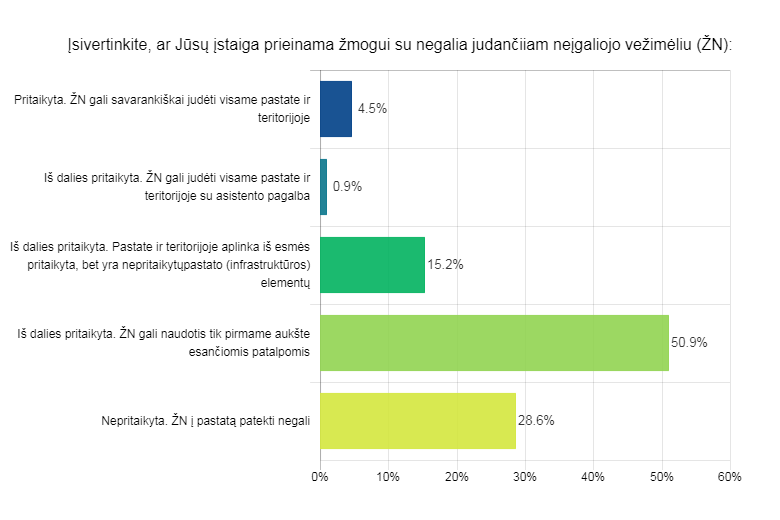 Įsivertinkite, ar Jūsų įstaiga prieinama žmogui su negalia judančiiam neįgaliojo vežimėliu (ŽN):
Pritaikyta. ŽN gali savarankiškai judėti visame pastate ir
teritorijoje
4.5%
Iš dalies pritaikyta. ŽN gali judėti visame pastate ir
teritorijoje su asistento pagalba
0.9%
Iš dalies pritaikyta. Pastate ir teritorijoje aplinka iš esmės
pritaikyta, bet yra nepritaikytųpastato (infrastruktūros)
elementų
15.2%
Iš dalies pritaikyta. ŽN gali naudotis tik pirmame aukšte
esančiomis patalpomis
50.9%
Nepritaikyta. ŽN į pastatą patekti negali
28.6%
0% 10% 20% 30% 40% 50% 60%